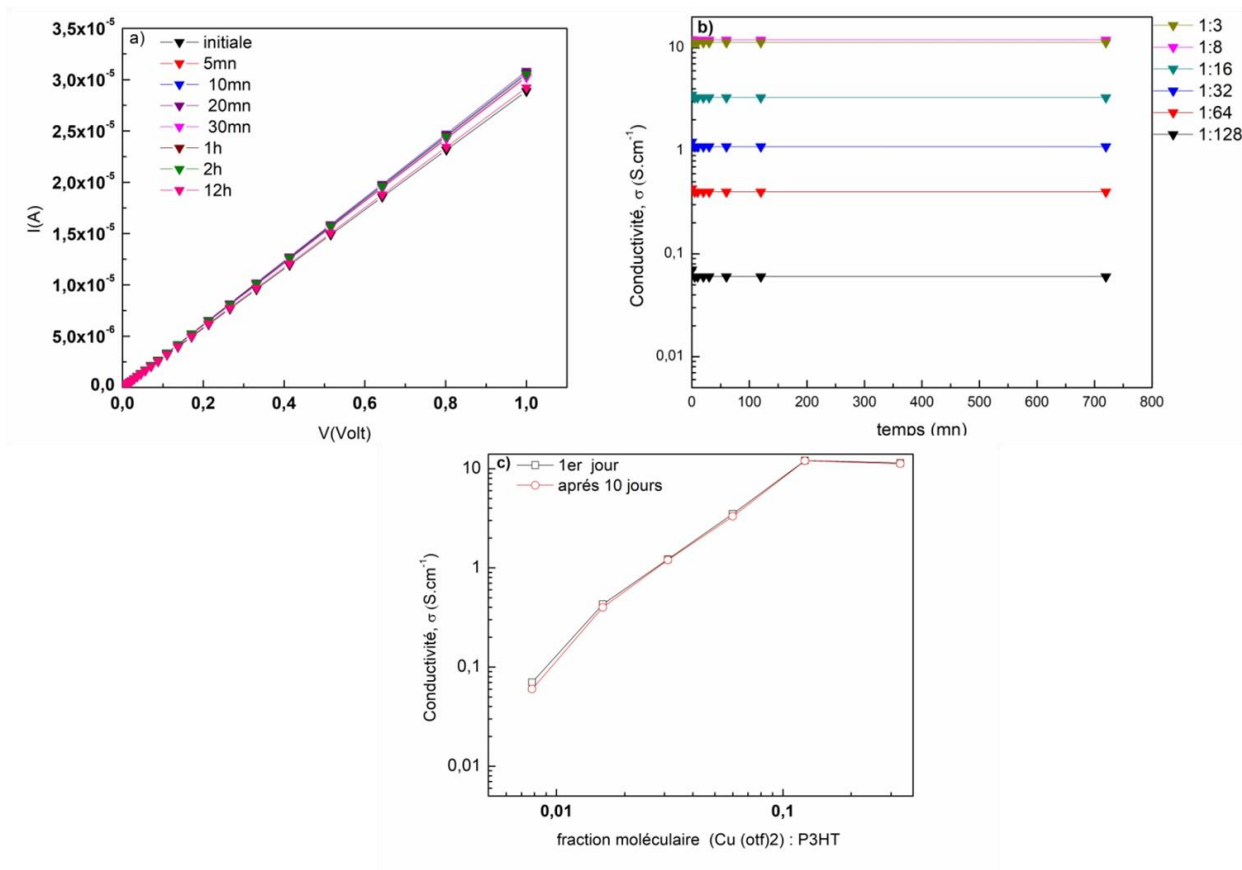 a)
3,5x10⁻⁵
3,0x10⁻⁵
2,5x10⁻⁵
2,0x10⁻⁵
1,5x10⁻⁵
1,0x10⁻⁵
5,0x10⁻⁶
0,0
I(A)
initiale
5mn
10mn
20mn
30mn
1h
2h
12h
0,0 0,2 0,4 0,6 0,8 1,0
V(Volt)
b)
10
1
0,1
0,01
Conductivité, σ (S.cm⁻¹)
0 100 200 300 400 500 600 700 800
temps (mn)
1:3
1:8
1:16
1:32
1:64
1:128
c)
1er jour
aprés 10 jours
10
1
0,1
0,01
Conductivité, σ (S.cm⁻¹)
0,01 0,1
fraction moléculaire (Cu (otf)2) : P3HT